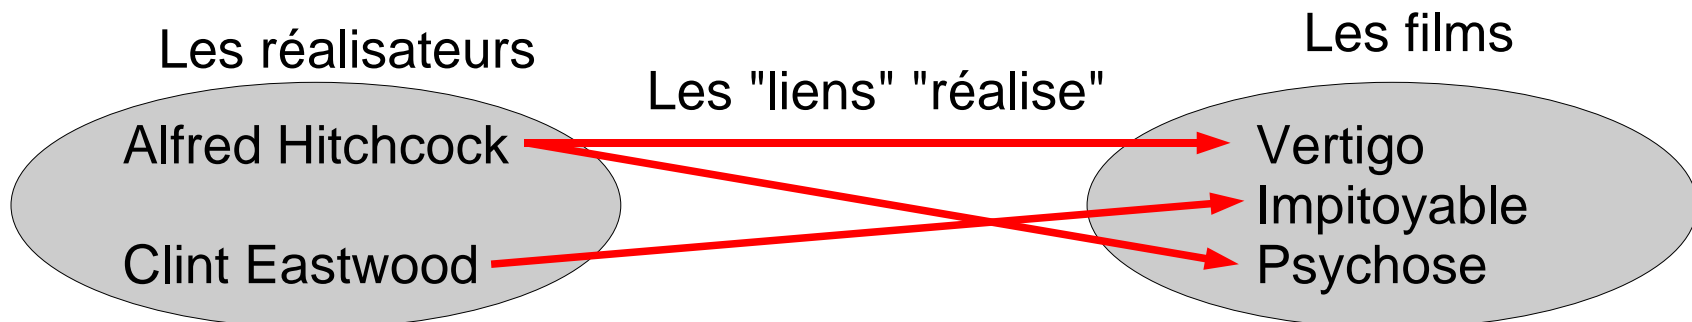 Les réalisateurs
Les "liens" "réalise"
Les films
Alfred Hitchcock
Clint Eastwood
Vertigo
Impitoyable
Psychose